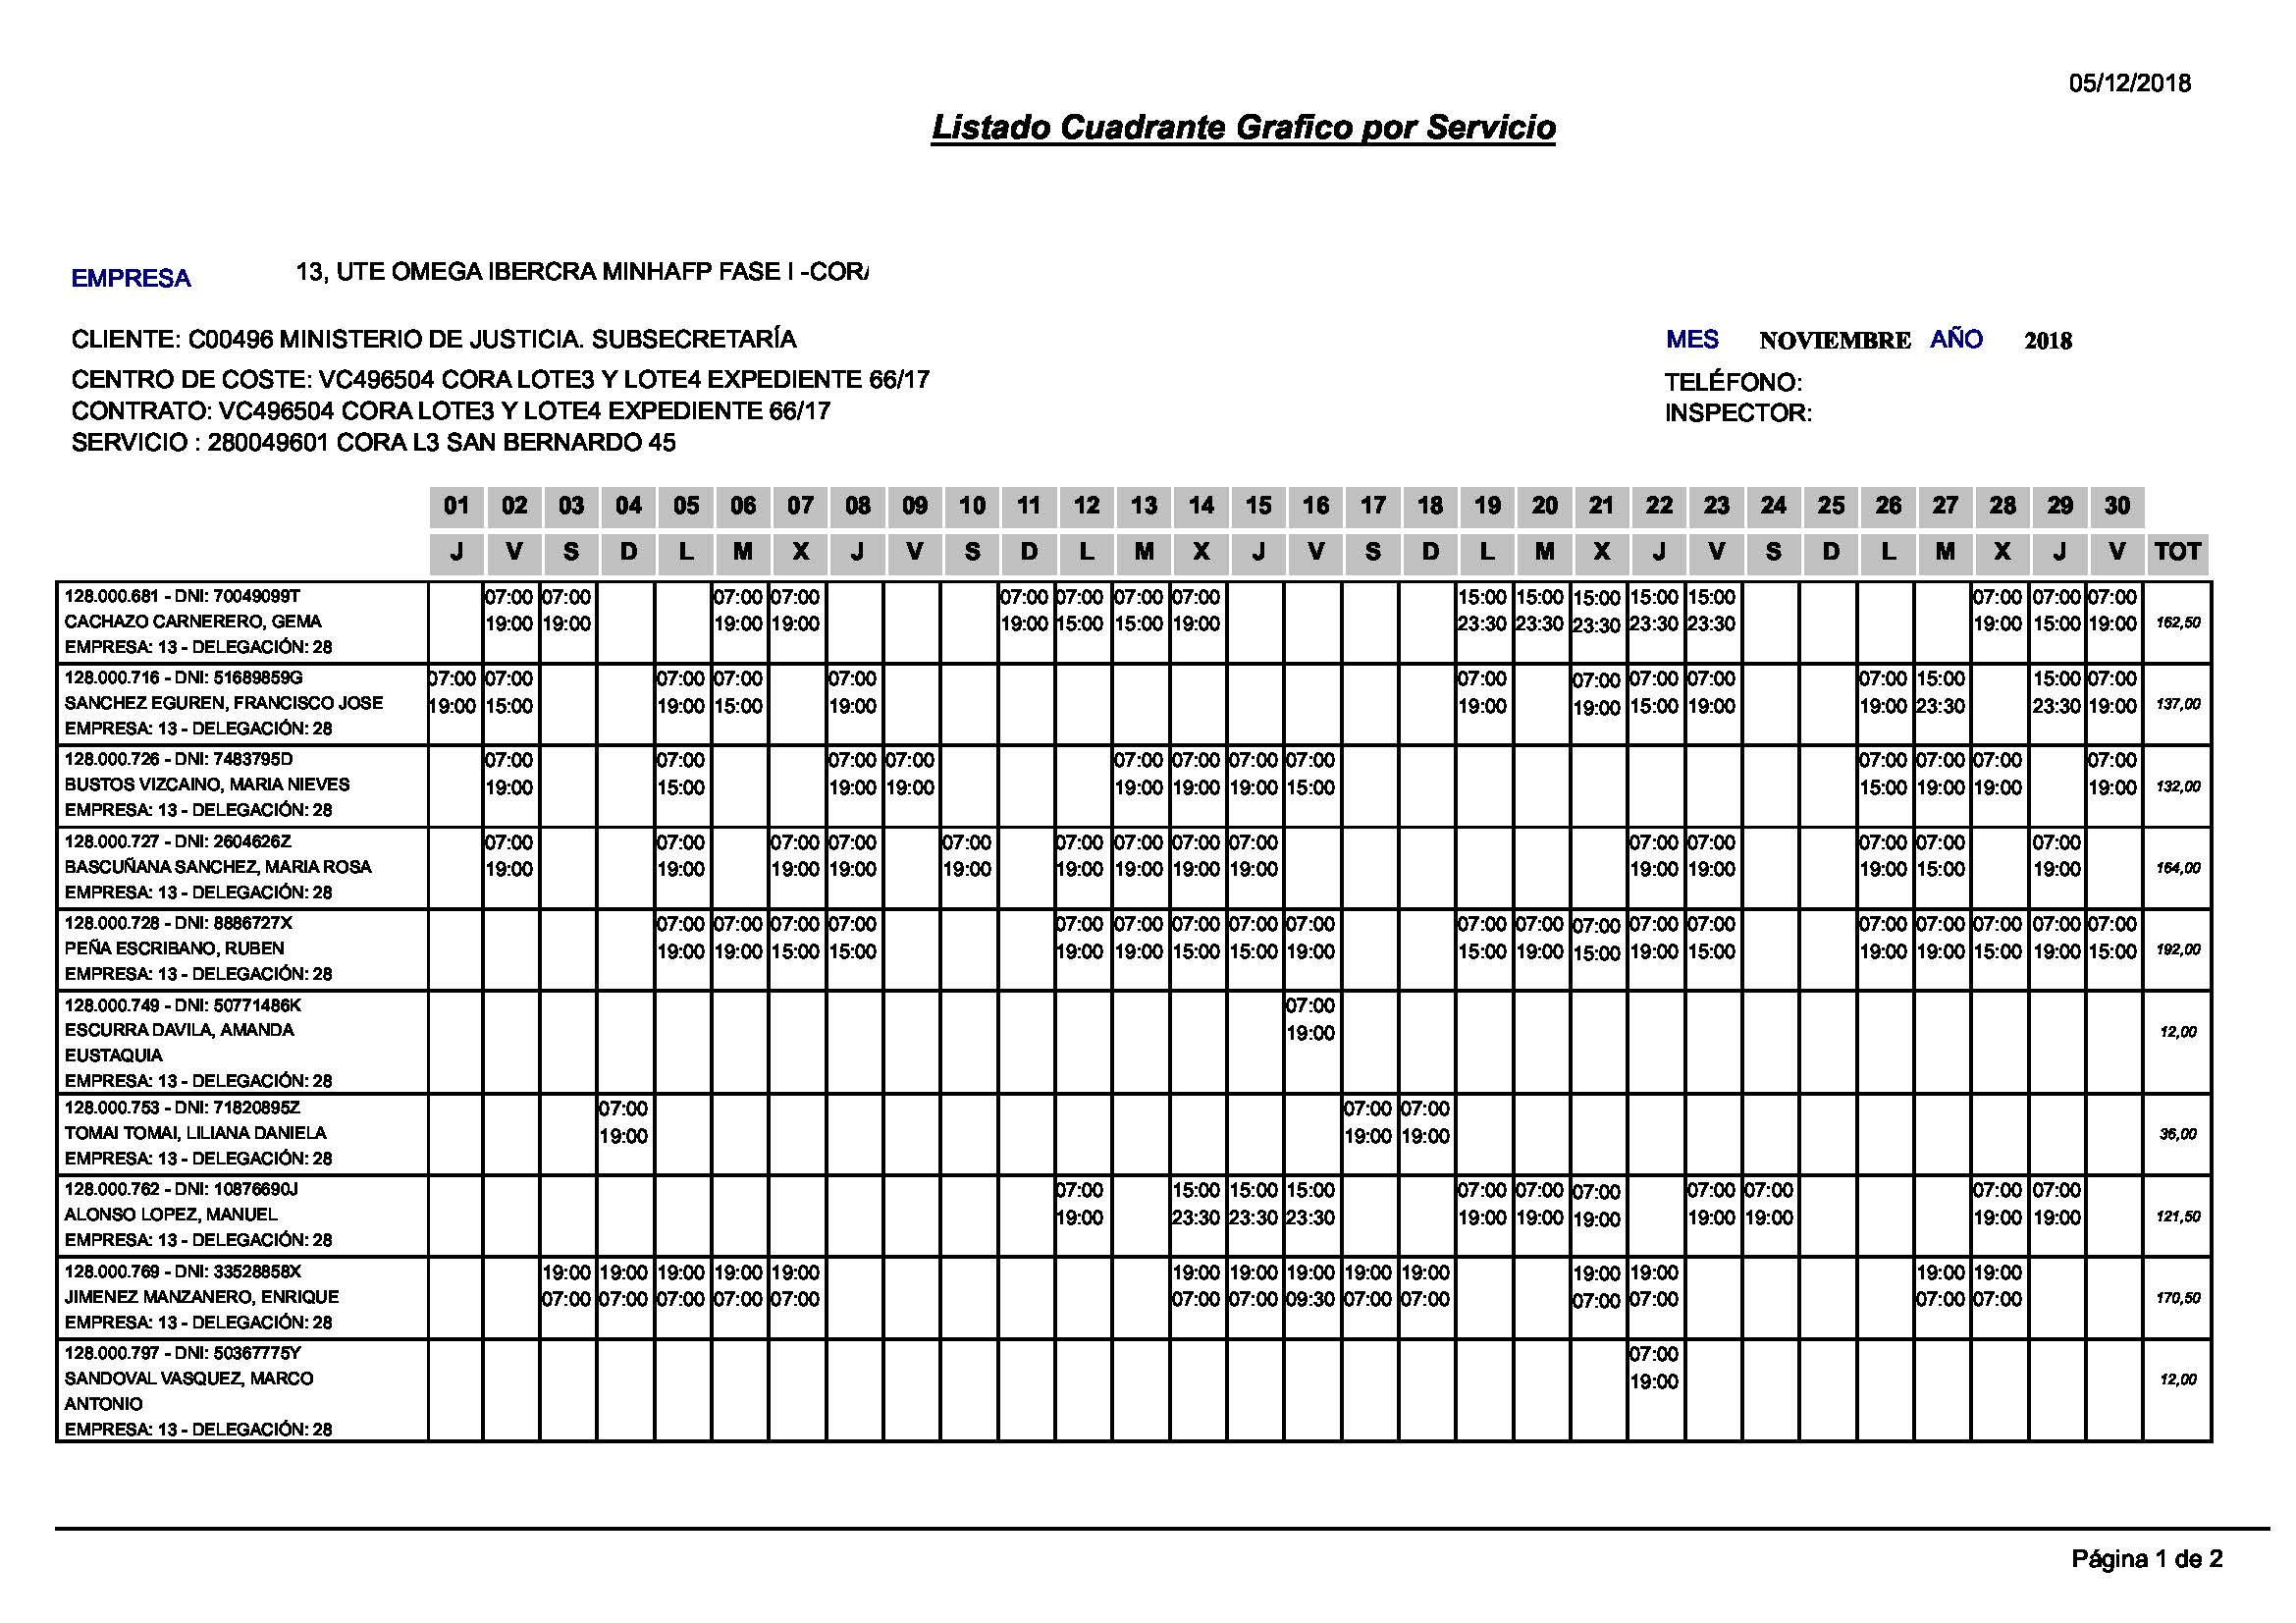 05/12/2018
Listado Cuadrante Grafico por Servicio
EMPRESA 13, UTE OMEGA IBERCRA MINHAFP FASE I -COR
CLIENTE: C00496 MINISTERIO DE JUSTICIA. SUBSECRETARÍA MES NOVIEMBRE AÑO 2018
CENTRO DE COSTE: VC496504 CORA LOTE3 Y LOTE4 EXPEDIENTE 66/17 TELÉFONO:
CONTRATO: VC496504 CORA LOTE3 Y LOTE4 EXPEDIENTE 66/17 INSPECTOR:
SERVICIO : 280049601 CORA L3 SAN BERNARDO 45
01 02 03 04 05 06 07 08 09 10 11 12 13 14 15 16 17 18 19 20 21 22 23 24 25 26 27 28 29 30
J V S D L M X J V S D L M X J V S D L M X J V S D L M X J V TOT
128.000.681 - DNI: 70049099T 07:00 07:00 07:00 07:00 07:00 07:00 07:00 07:00 15:00 15:00 15:00 15:00 15:00 07:00 07:00 07:00
CACHAZO CARNERERO, GEMA 19:00 19:00 19:00 19:00 19:00 15:00 15:00 19:00 23:30 23:30 23:30 23:30 23:30 19:00 15:00 19:00 162,50
EMPRESA: 13 - DELEGACIÓN: 28
128.000.716 - DNI: 51689859G 07:00 07:00 07:00 07:00 07:00 07:00 07:00 07:00 07:00 07:00 15:00 15:00 07:00
SANCHEZ EGUREN, FRANCISCO JOSE 19:00 15:00 19:00 15:00 19:00 19:00 19:00 15:00 19:00 19:00 23:30 23:30 19:00 137,00
EMPRESA: 13 - DELEGACIÓN: 28
128.000.726 - DNI: 7483795D 07:00 07:00 07:00 07:00 07:00 07:00 07:00 07:00 07:00 07:00 07:00 07:00
BUSTOS VIZCAINO, MARIA NIEVES 19:00 15:00 19:00 19:00 19:00 19:00 19:00 15:00 15:00 19:00 19:00 19:00 132,00
EMPRESA: 13 - DELEGACIÓN: 28
128.000.727 - DNI: 2604626Z 07:00 07:00 07:00 07:00 07:00 07:00 07:00 07:00 07:00 07:00 07:00 07:00 07:00 07:00
BASCUÑANA SANCHEZ, MARIA ROSA 19:00 19:00 19:00 19:00 19:00 19:00 19:00 19:00 19:00 19:00 19:00 19:00 15:00 19:00 164,00
EMPRESA: 13 - DELEGACIÓN: 28
128.000.728 - DNI: 8886727X 07:00 07:00 07:00 07:00 07:00 07:00 07:00 07:00 07:00 07:00 07:00 07:00 07:00 07:00 07:00 07:00 07:00 07:00 07:00
PEÑA ESCRIBANO, RUBEN 19:00 19:00 15:00 15:00 19:00 19:00 15:00 15:00 19:00 15:00 19:00 15:00 19:00 15:00 19:00 19:00 15:00 19:00 15:00 192,00
EMPRESA: 13 - DELEGACIÓN: 28
128.000.749 - DNI: 50771486K 07:00
ESCURRA DAVILA, AMANDA 19:00 12,00
EUSTAQUIA
EMPRESA: 13 - DELEGACIÓN: 28
128.000.753 - DNI: 71820895Z 07:00 07:00 07:00
TOMAI TOMAI, LILIANA DANIELA 19:00 19:00 19:00 36,00
EMPRESA: 13 - DELEGACIÓN: 28
128.000.762 - DNI: 10876690J 07:00 15:00 15:00 15:00 07:00 07:00 07:00 07:00 07:00 07:00 07:00
ALONSO LOPEZ, MANUEL 19:00 23:30 23:30 23:30 19:00 19:00 19:00 19:00 19:00 19:00 19:00 121,50
EMPRESA: 13 - DELEGACIÓN: 28
128.000.769 - DNI: 33528858X 19:00 19:00 19:00 19:00 19:00 19:00 19:00 19:00 19:00 19:00 19:00 19:00 19:00 19:00
JIMENEZ MANZANERO, ENRIQUE 07:00 07:00 07:00 07:00 07:00 07:00 07:00 09:30 07:00 07:00 07:00 07:00 07:00 07:00 170,50
EMPRESA: 13 - DELEGACIÓN: 28
128.000.797 - DNI: 50367775Y 07:00
SANDOVAL VASQUEZ, MARCO 19:00 12,00
ANTONIO
EMPRESA: 13 - DELEGACIÓN: 28
Página 1 de 2